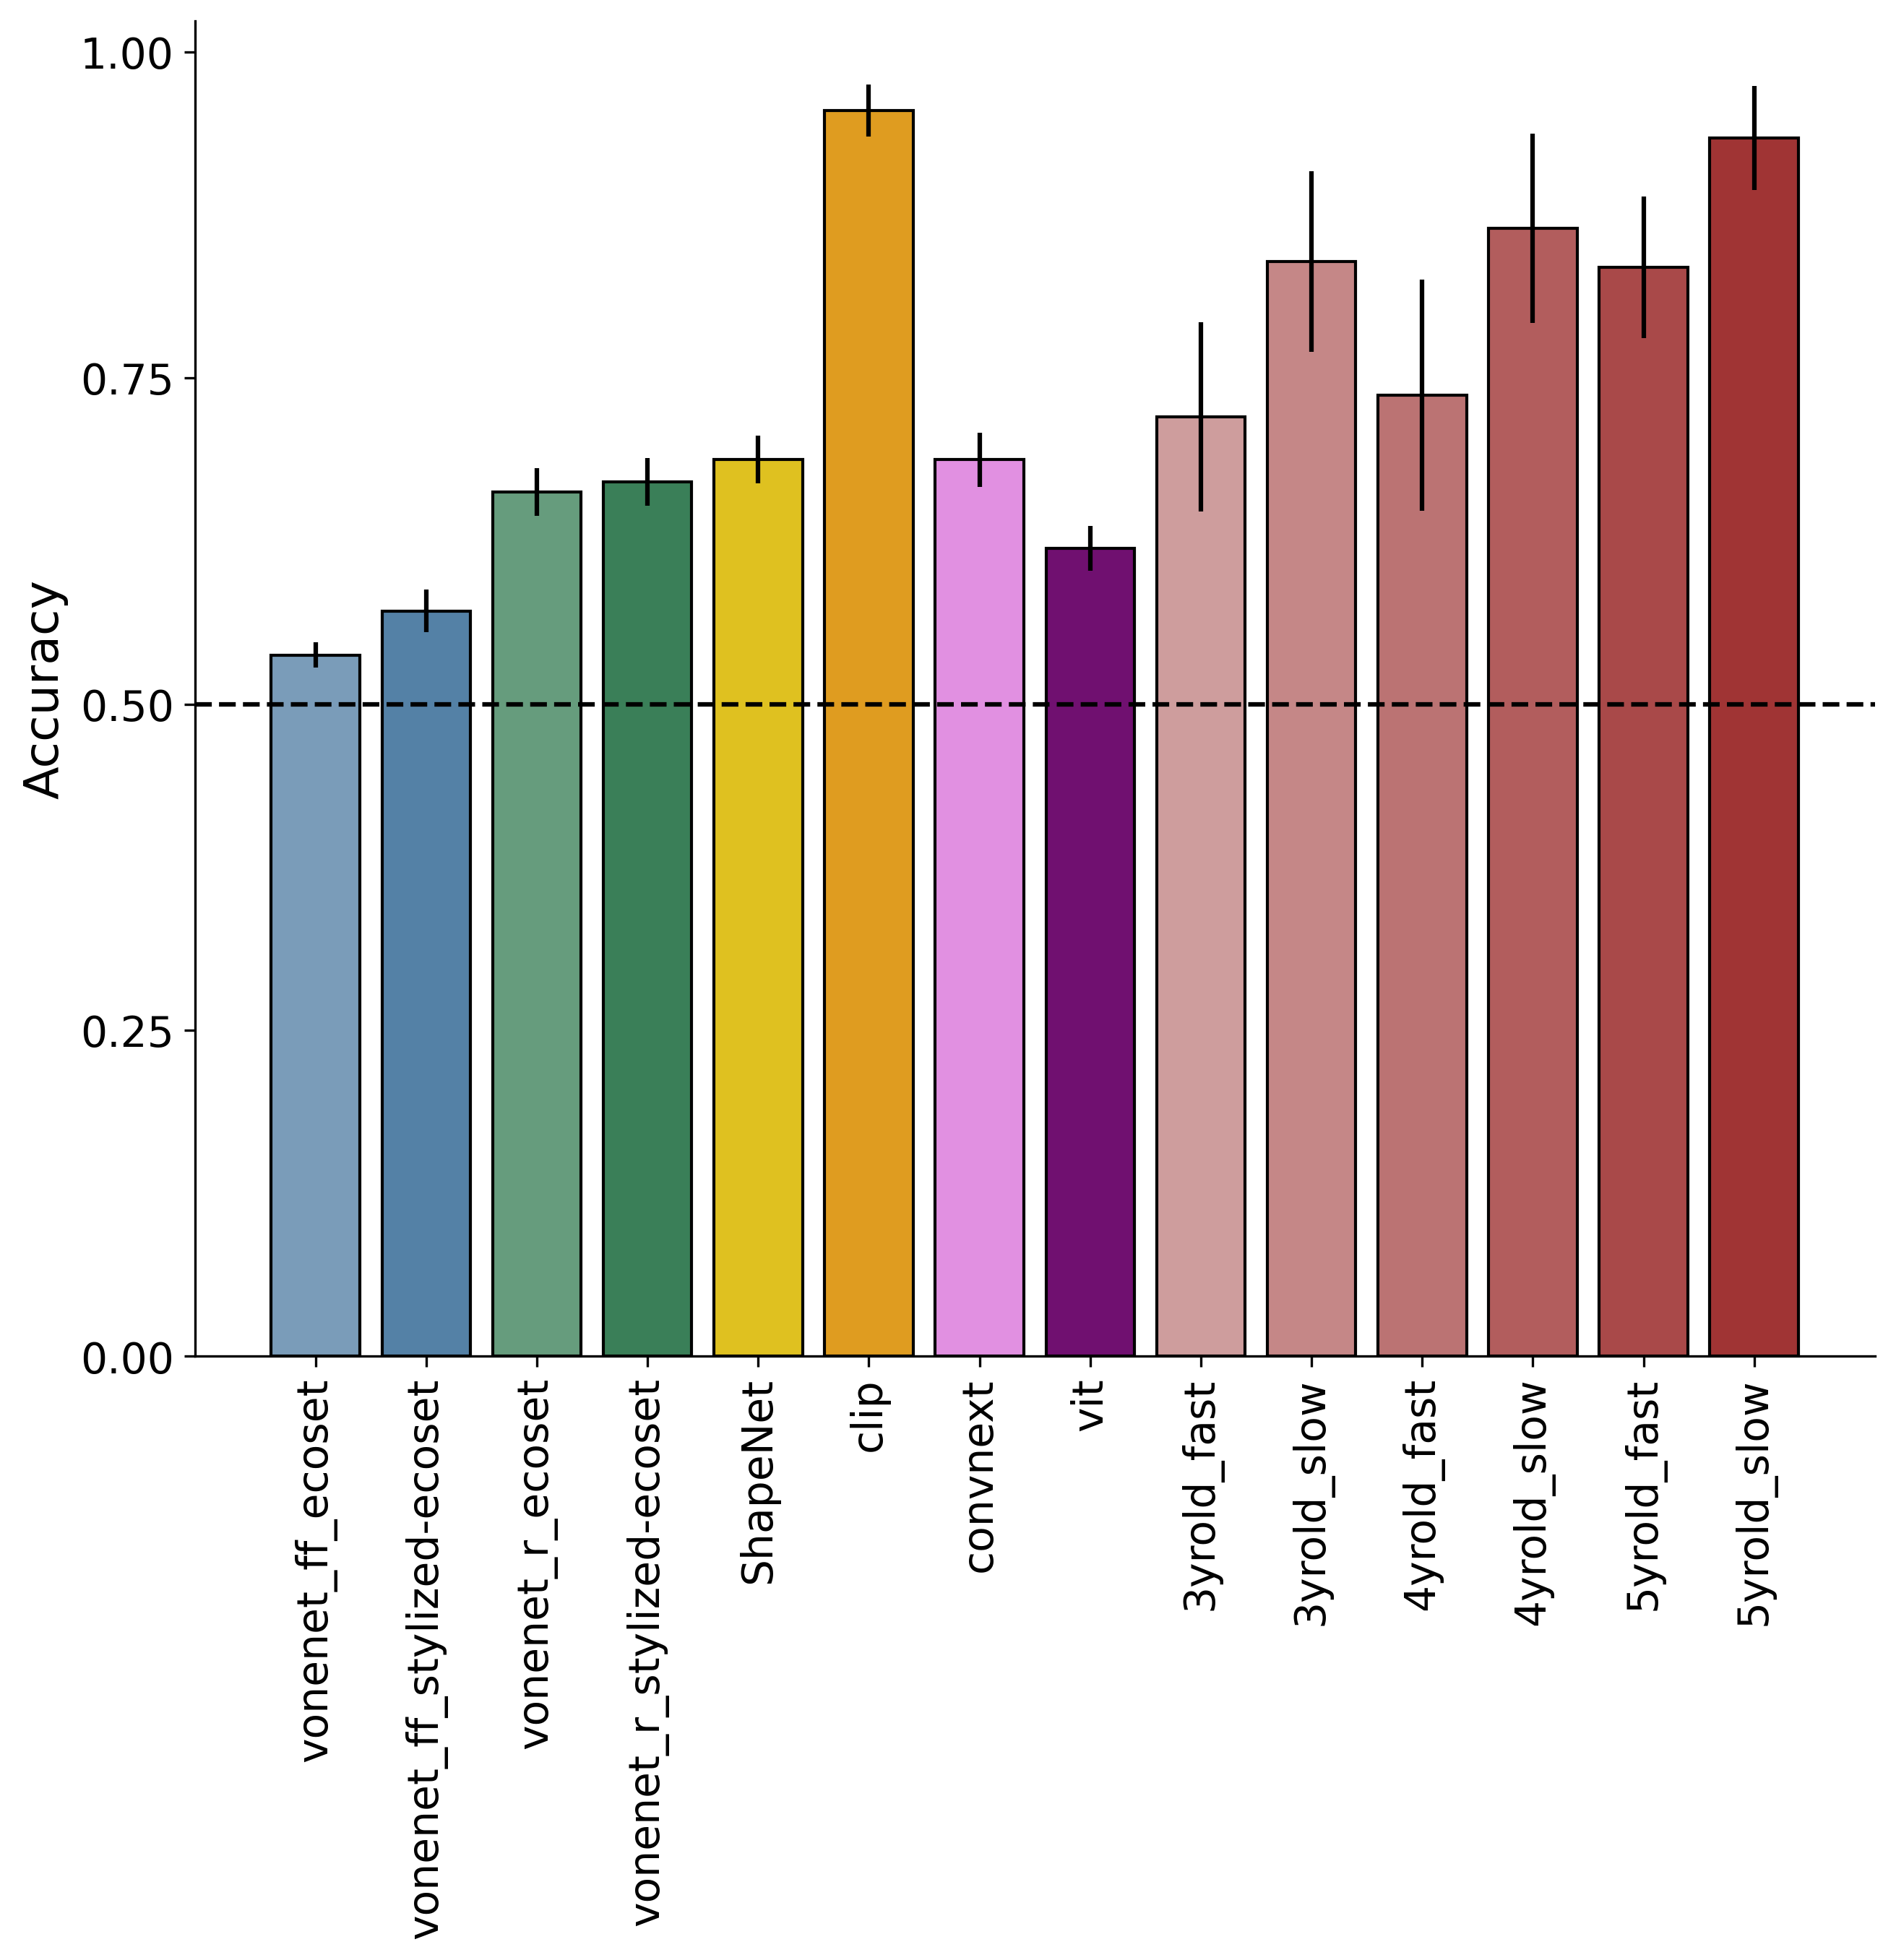 Accuracy
1.00
0.75
0.50
0.25
0.00
vonenet_ff_ecoset
vonenet_ff_stylized-ecoset
vonenet_r_ecoset
vonenet_r_stylized-ecoset
ShapeNet
clip
convnext
vit
3yrold_fast
3yrold_slow
4yrold_fast
4yrold_slow
5yrold_fast
5yrold_slow